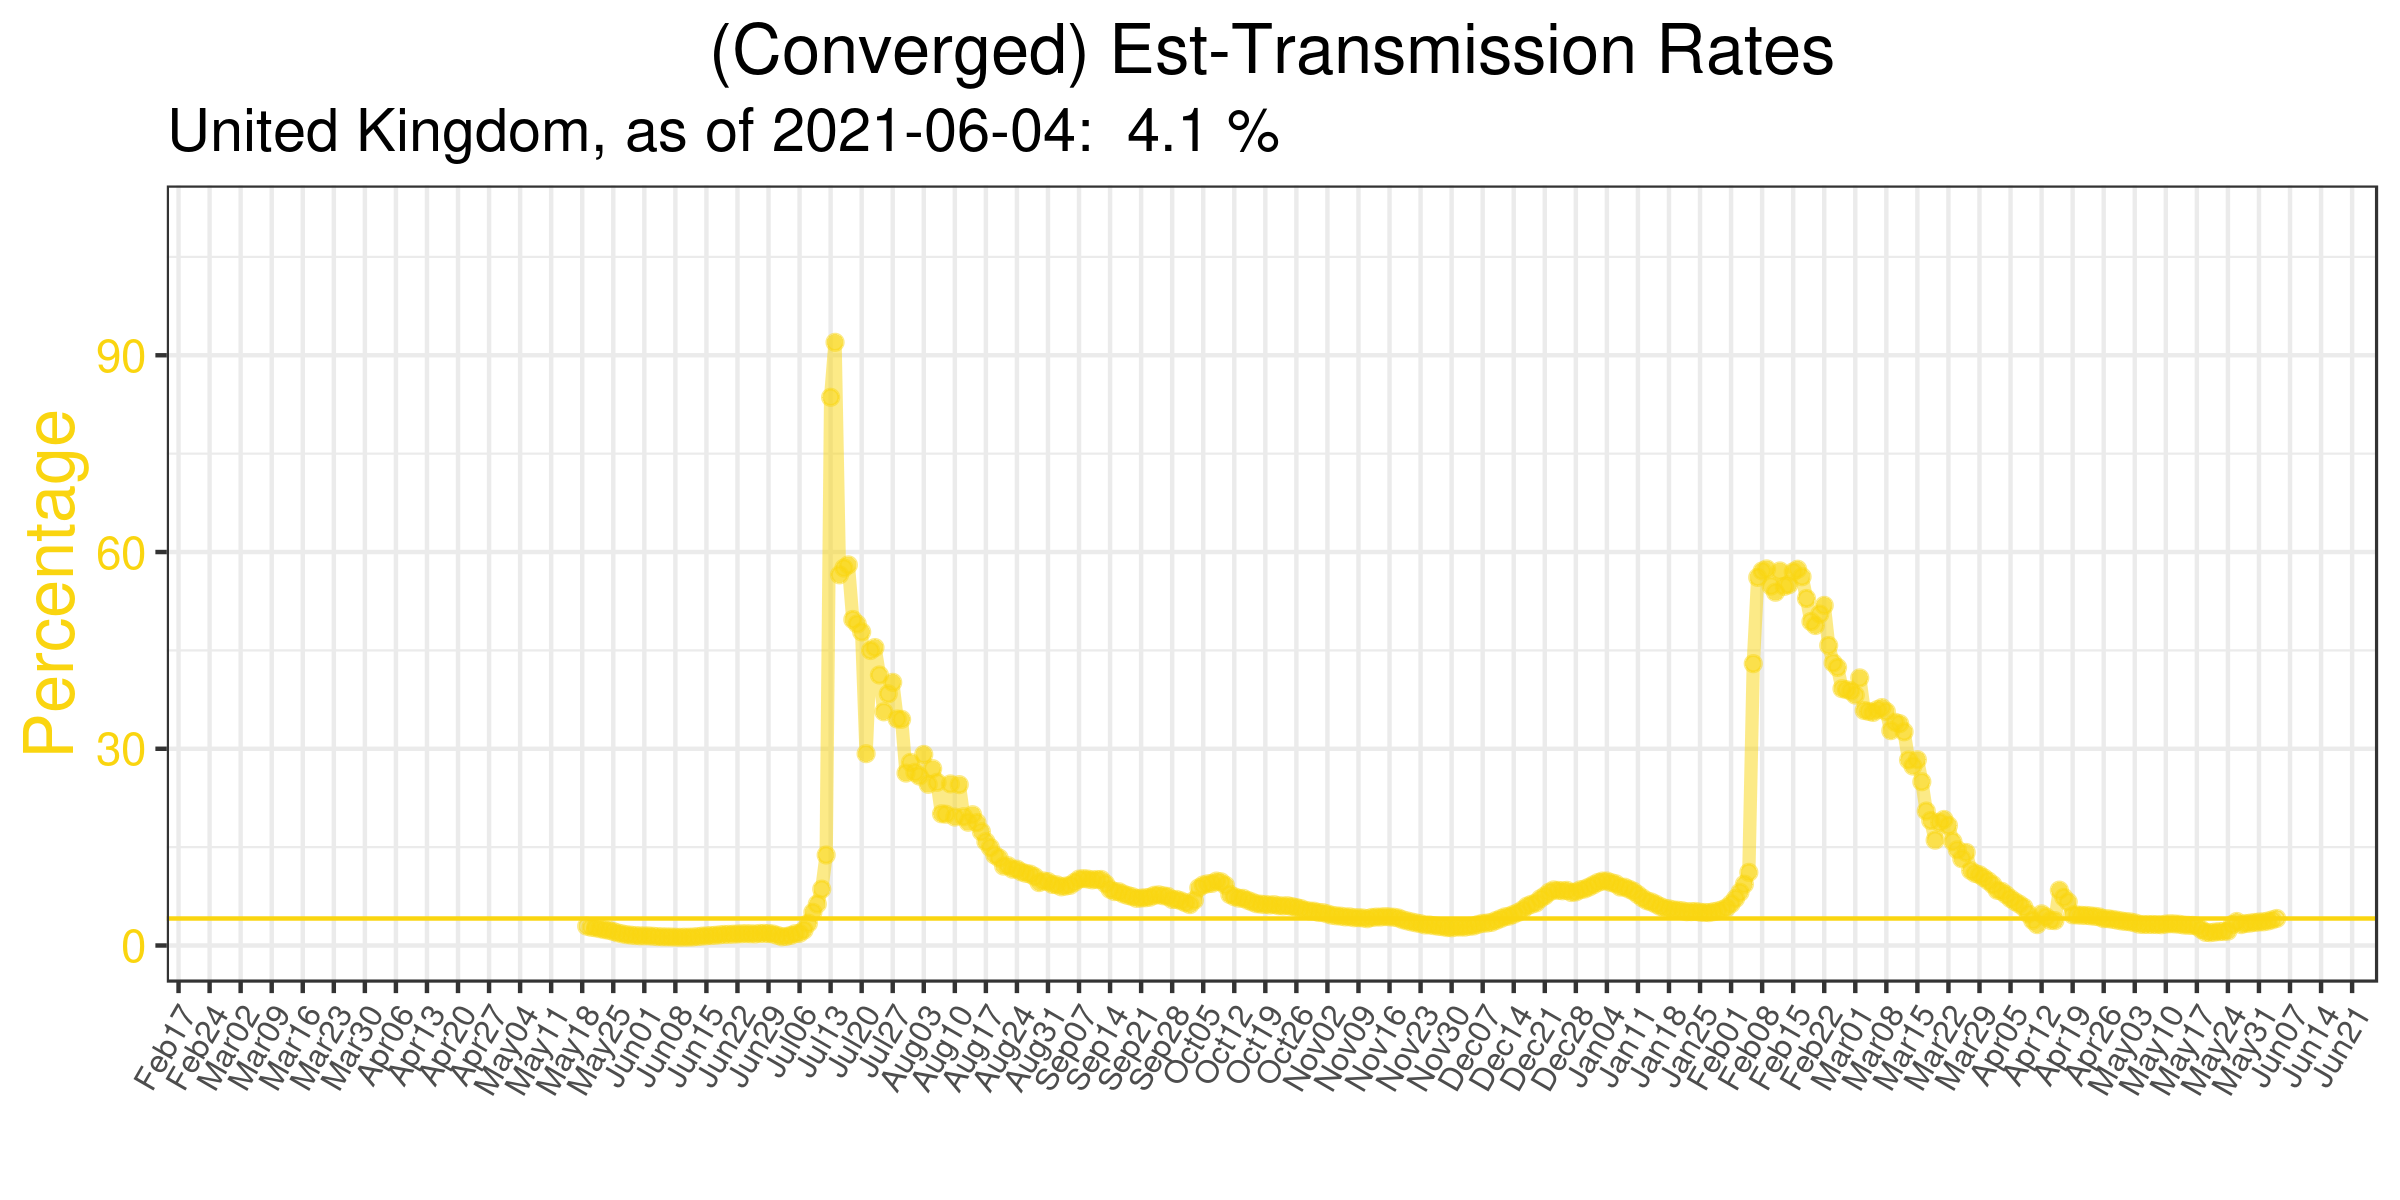 (Converged) Est-Transmission Rates
United Kingdom, as of 2021-06-04:  4.1 %
Percentage
90
60
30
0
Feb17
Feb24
Mar02
Mar09
Mar16
Mar23
Mar30
Apr06
Apr13
Apr20
Apr27
May04
May11
May18
May25
Jun01
Jun08
Jun15
Jun22
Jun29
Jul06
Jul13
Jul20
Jul27
Aug03
Aug10
Aug17
Aug24
Aug31
Sep07
Sep14
Sep21
Sep28
Oct05
Oct12
Oct19
Oct26
Nov02
Nov09
Nov16
Nov23
Nov30
Dec07
Dec14
Dec21
Dec28
Jan04
Jan11
Jan18
Jan25
Feb01
Feb08
Feb15
Feb22
Mar01
Mar08
Mar15
Mar22
Mar29
Apr05
Apr12
Apr19
Apr26
May03
May10
May17
May24
May31
Jun07
Jun14
Jun21